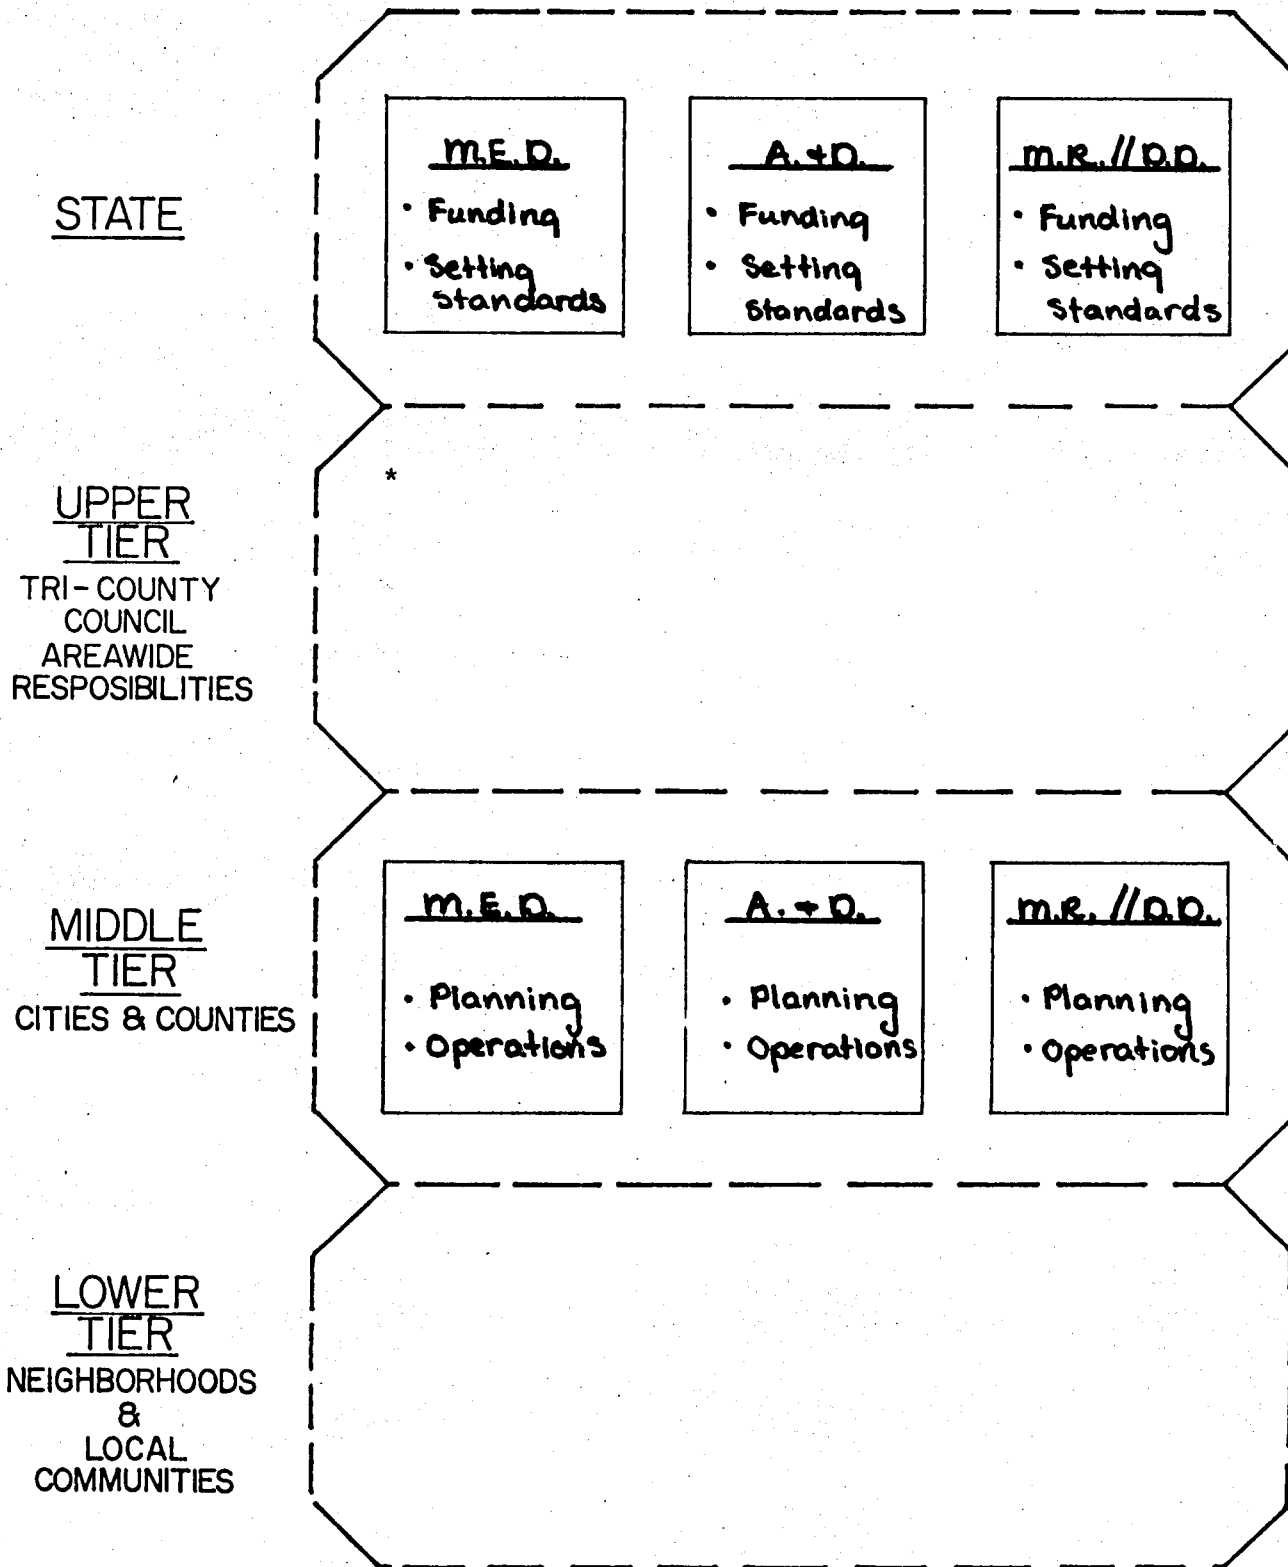 STATE
M.E.D.
• Funding
• Setting
Standards
A. & D.
• Funding
• Setting
Standards
M.R. // D.D.
• Funding
• Setting
Standards
UPPER
TIER
TRI-COUNTY
COUNCIL
AREAWIDE
RESPOSIBILITIES
*
MIDDLE
TIER
CITIES & COUNTIES
M.E.D.
• Planning
• Operations
A. & D.
• Planning
• Operations
M.R. // D.D.
• Planning
• Operations
LOWER
TIER
NEIGHBORHOODS
&
LOCAL
COMMUNITIES